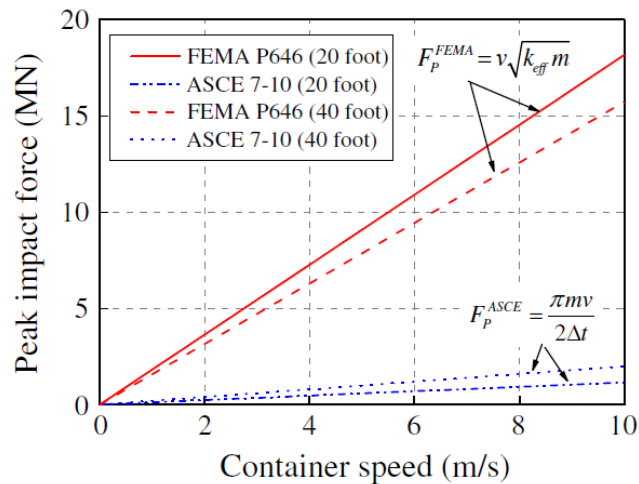 Peak impact force (MN)
20
15
10
5
0
FEMA P646 (20 foot)
ASCE 7-10 (20 foot)
FEMA P646 (40 foot)
ASCE 7-10 (40 foot)
F_P^{FEMA} = v√(k_{eff} m)
F_P^{ASCE} = πmv / 2Δt
0 2 4 6 8 10
Container speed (m/s)